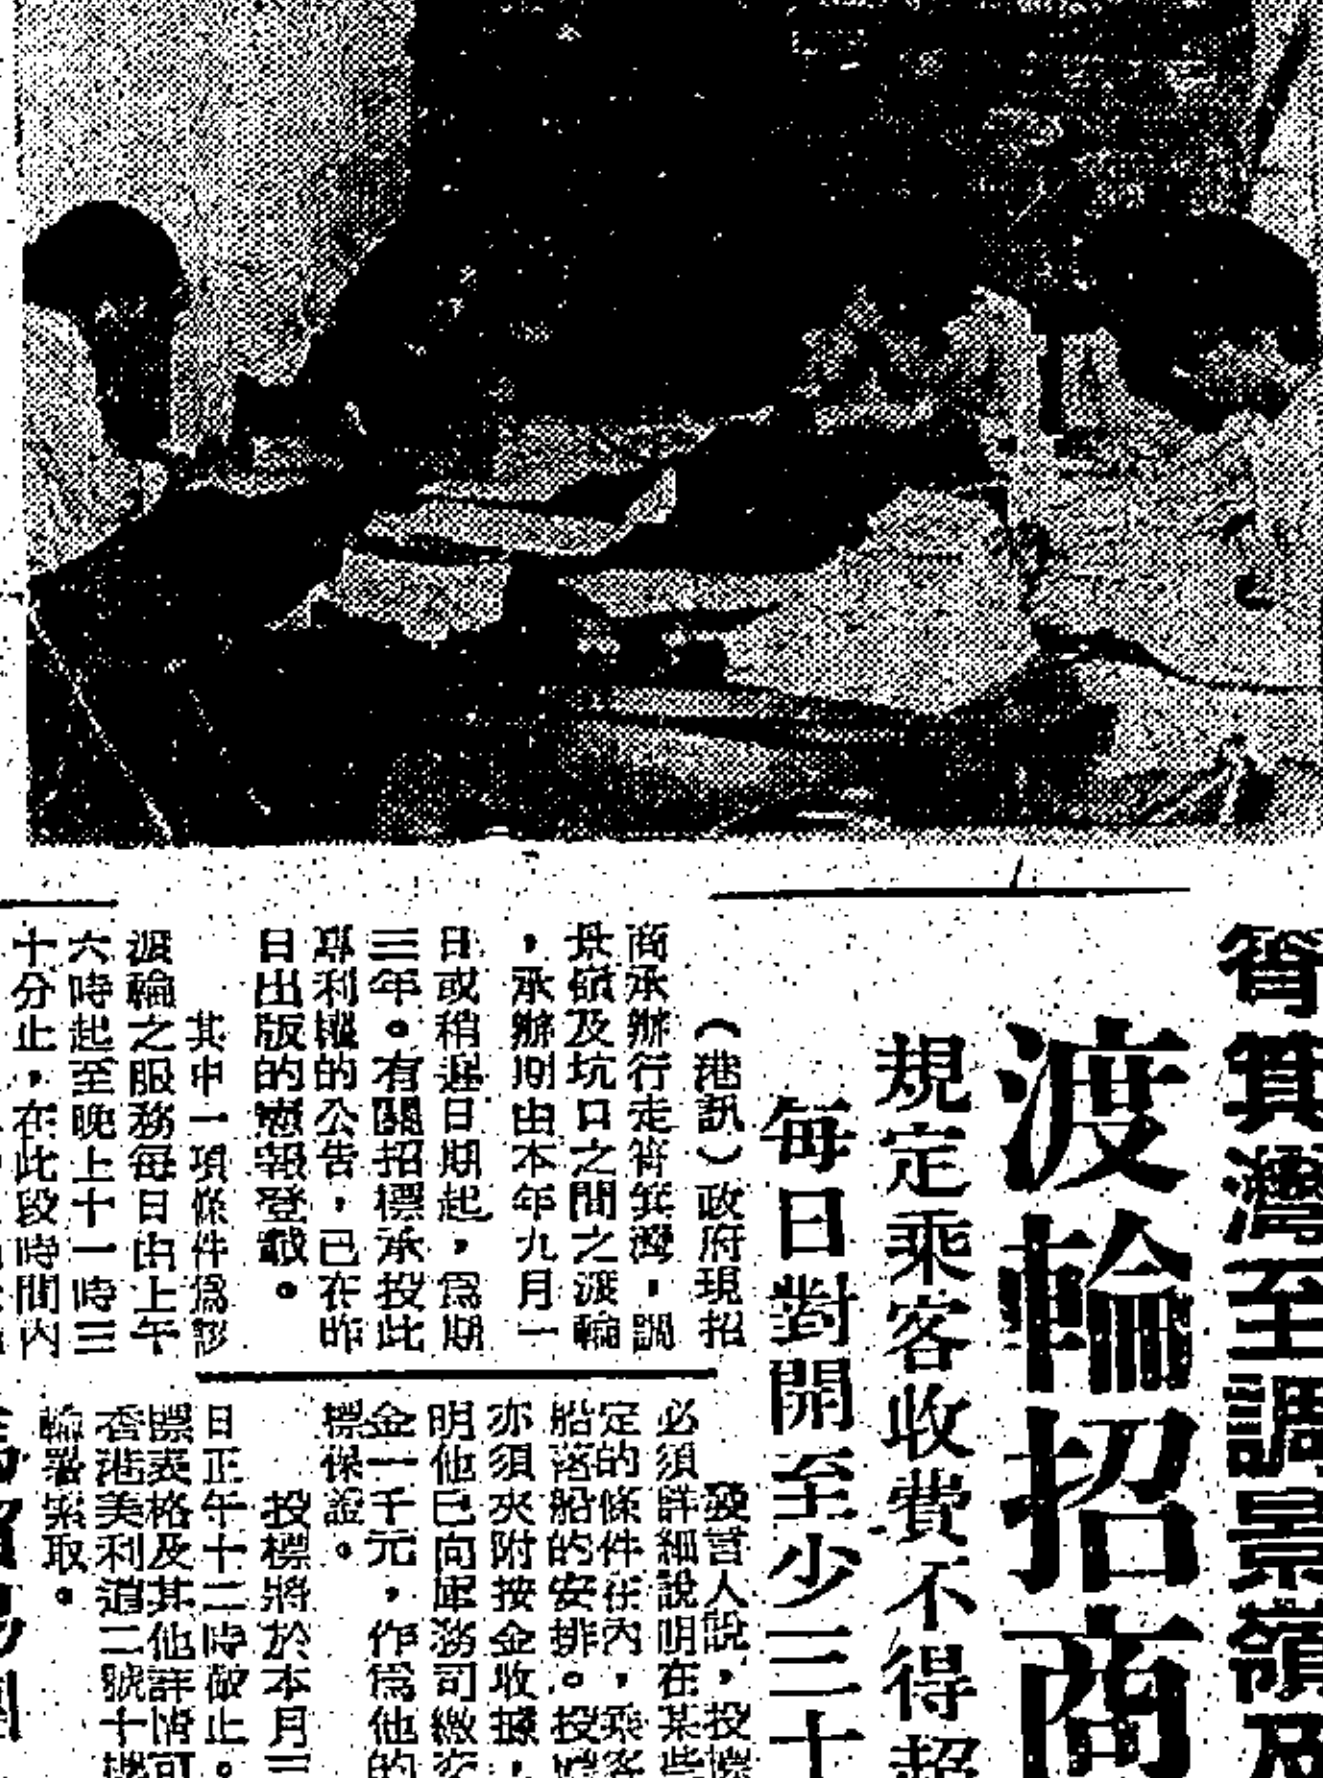 筲箕灣至調景嶺及
渡輪招商
規定乘客收費不得超
每日對開至少三十
（港訊）政府現招
商承辦行走筲箕灣，調
景嶺及坑口之間之渡輪
，承辦期由本年九月一
日或稍遲日期起，爲期
三年。有關招標承投此
專利權的公告，已在昨
日出版的憲報登載。
其中一項條件爲該
渡輪之服務每日由上午
六時起至晚上十一時三
十分止，在此段時間內
發言人說，投標
必須詳細說明在某些
定的條件在內，乘客
船落船的安排。投
亦須夾附按金收據，
明他已向庫務司繳交
金一千元，作爲他的
標保證。
投標將於本月三
日正午十二時截止。
標表格及其他詳情可
香港美利道二號十樓
輸署索取。